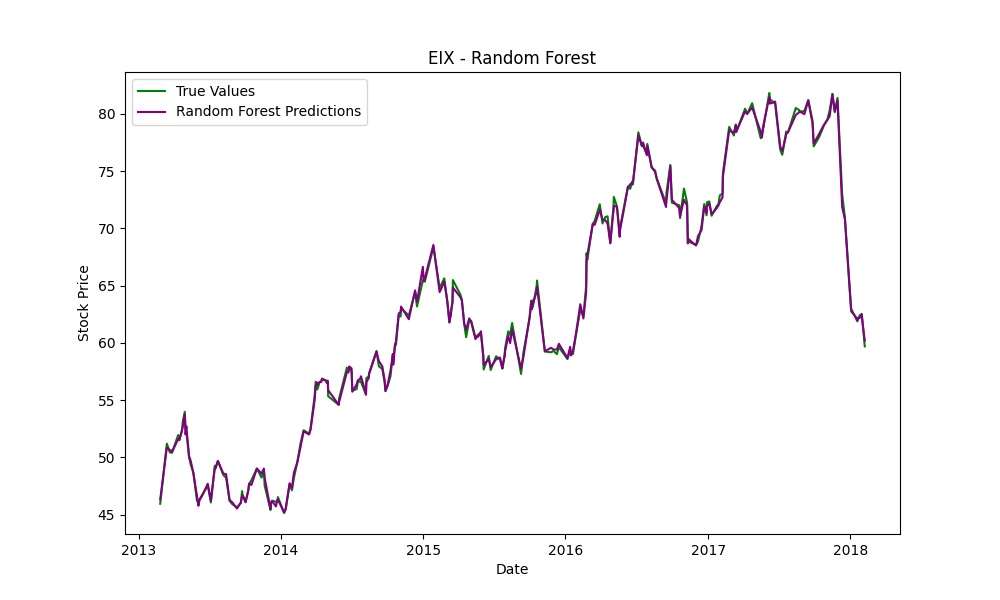 EIX - Random Forest
True Values
Random Forest Predictions
80
75
70
65
60
55
50
45
Stock Price
2013 2014 2015 2016 2017 2018
Date